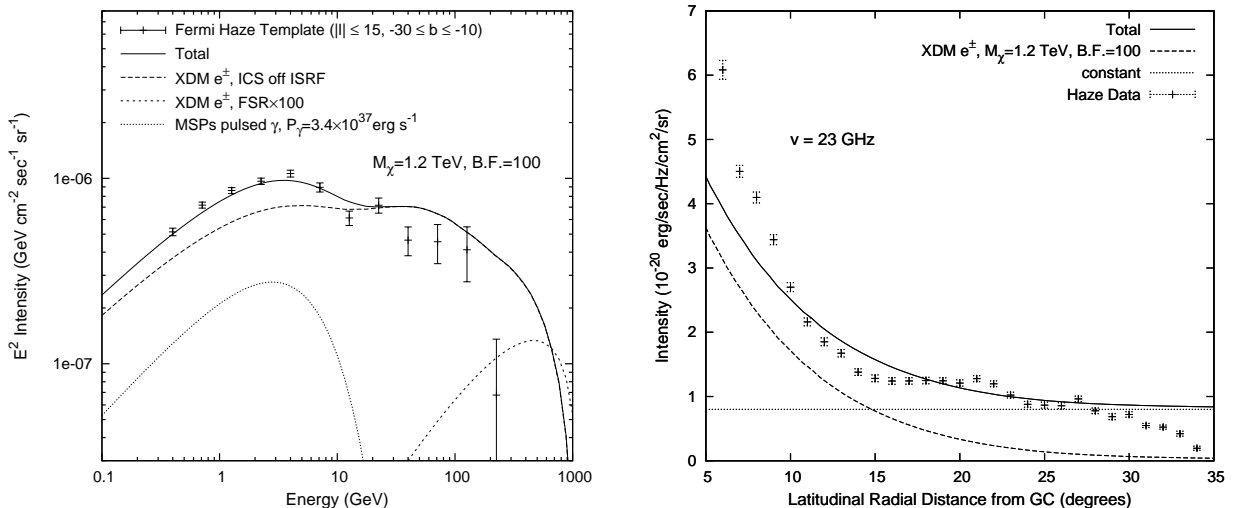 Fermi Haze Template (|l| ≤ 15, -30 ≤ b ≤ -10)
Total
XDM e±, ICS off ISRF
XDM e±, FSR×100
MSPs pulsed γ, Pγ=3.4×10^37 erg s^-1
Mχ=1.2 TeV, B.F.=100
E² Intensity (GeV cm^-2 sec^-1 sr^-1)
1e-06
1e-07
0.1 1 10 100 1000
Energy (GeV)
Total
XDM e±, Mχ=1.2 TeV, B.F.=100
constant
Haze Data
ν = 23 GHz
Intensity (10^-20 erg/sec/Hz/cm²/sr)
7
6
5
4
3
2
1
0
5 10 15 20 25 30 35
Latitudinal Radial Distance from GC (degrees)